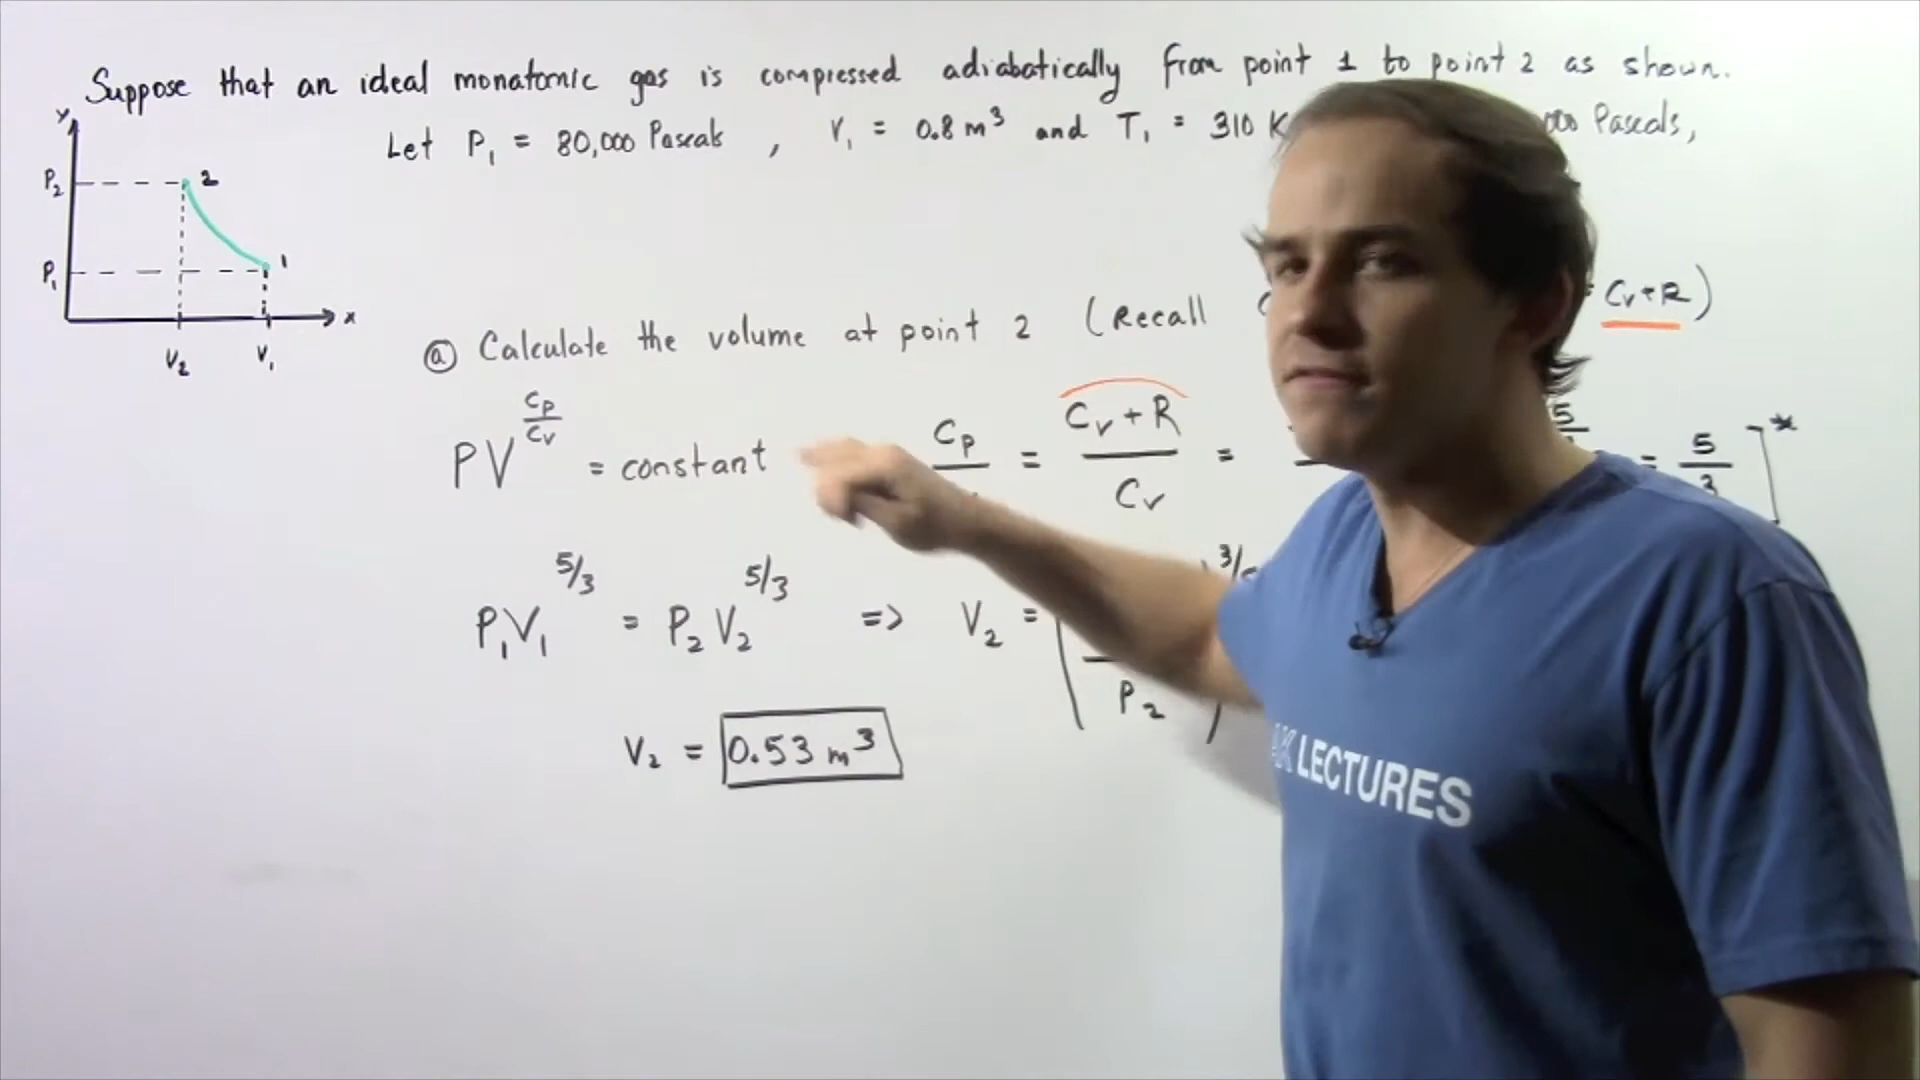 Suppose that an ideal monatomic gas is compressed adiabatically from point 1 to point 2 as shown.
Let P₁ = 80,000 Pascals , V₁ = 0.8 m³ and T₁ = 310 K 000 Pascals,
y
P₂ 2
P₁ 1
x
V₂ V₁
ⓐ Calculate the volume at point 2 (Recall C Cv+R)
PV^(Cp/Cv) = constant Cp = (Cv + R)/Cv = 5 = 5/3 *
P₁V₁^(5/3) = P₂V₂^(5/3) => V₂ = ( P₂ )^3/
V₂ = 0.53 m³
LECTURES